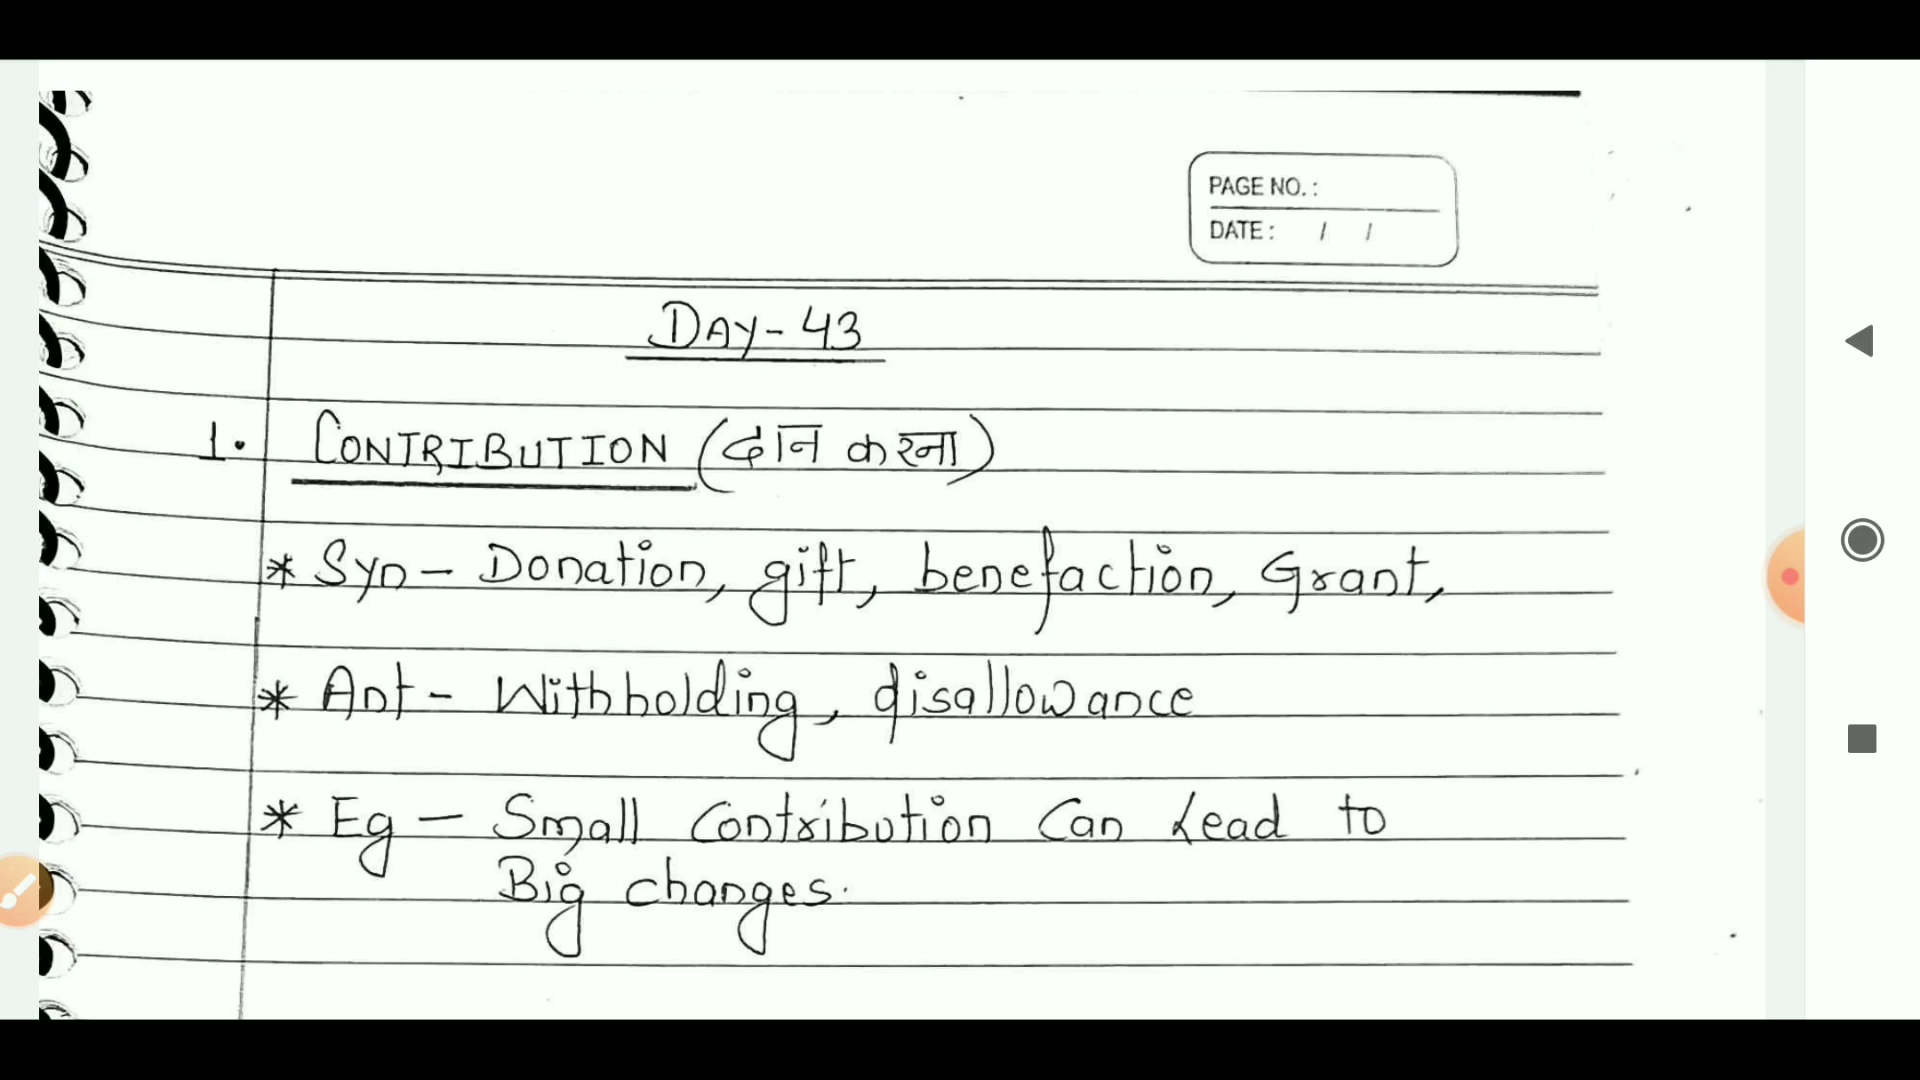 PAGE NO. :
DATE : / /
DAY - 43
1. CONTRIBUTION (दान करना)
* Syn - Donation, gift, benefaction, Grant,
* Ant - Withholding, disallowance
* Eg - Small Contribution Can Lead to
Big changes.